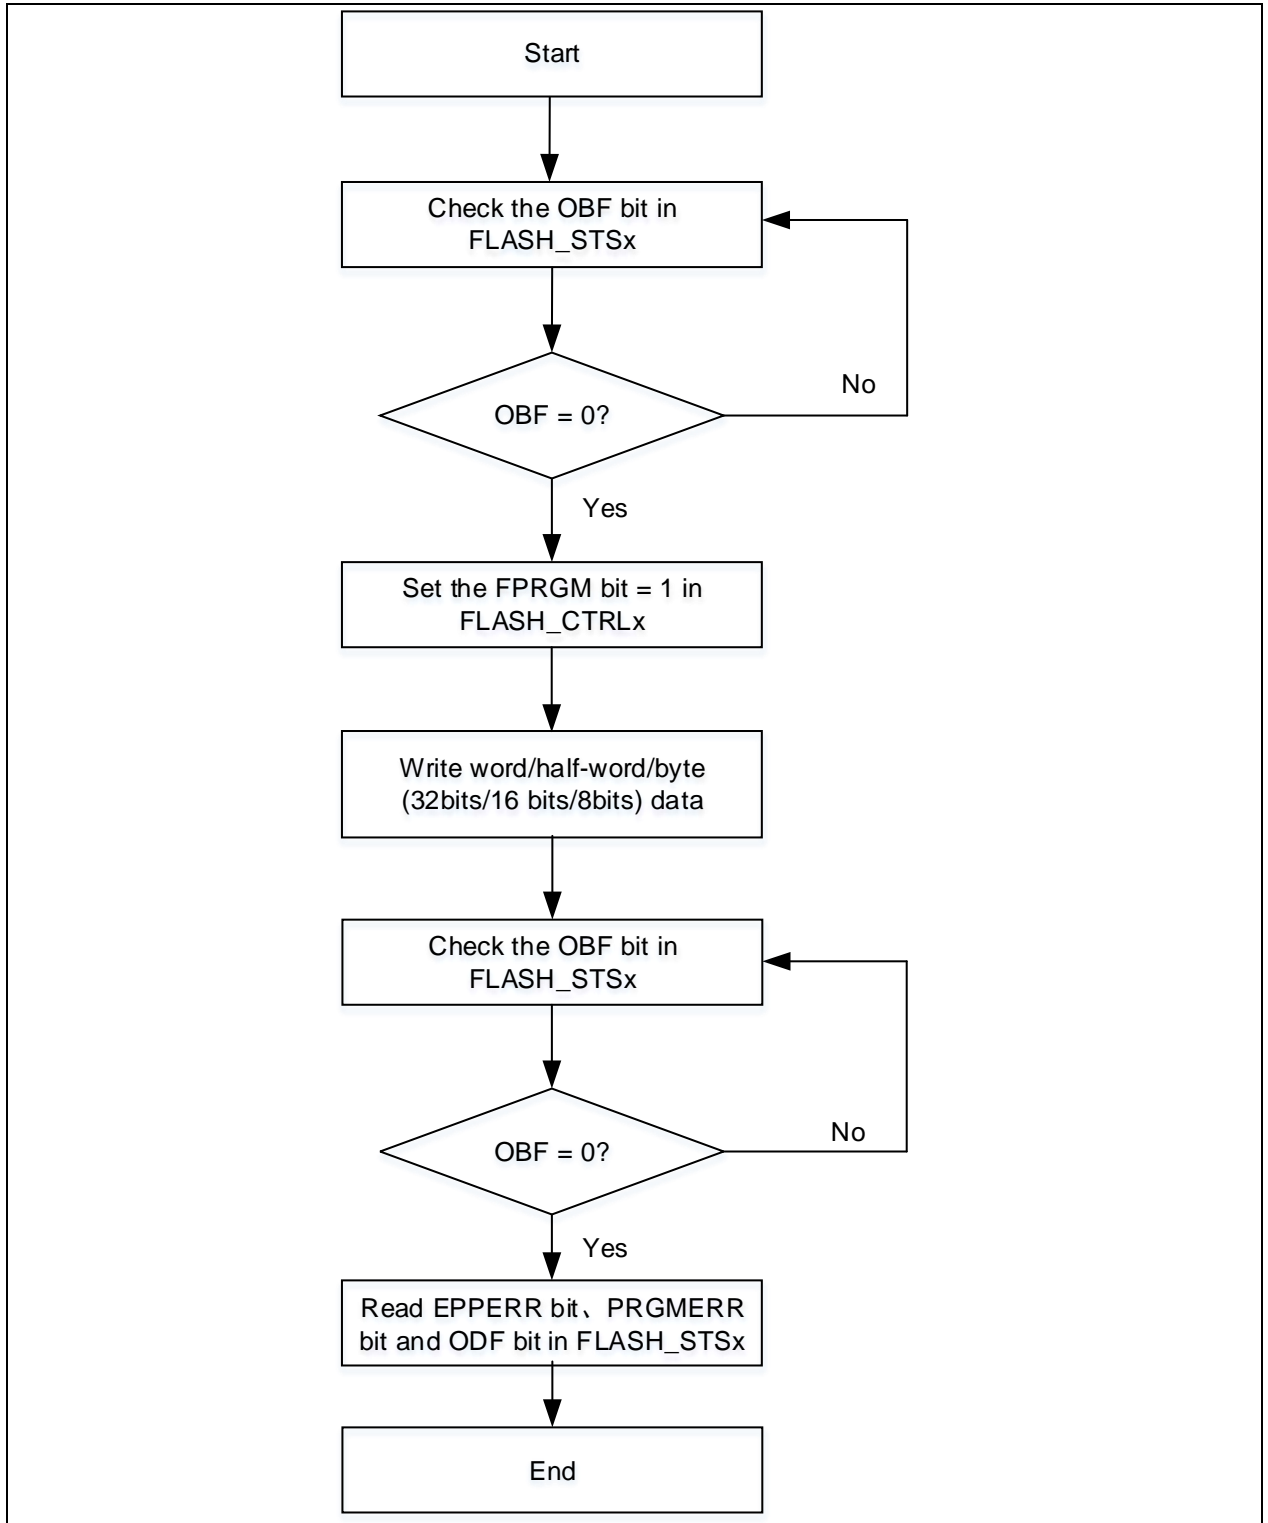 Start
Check the OBF bit in
FLASH_STSx
OBF = 0?
No
Yes
Set the FPRGM bit = 1 in
FLASH_CTRLx
Write word/half-word/byte
(32bits/16 bits/8bits) data
Check the OBF bit in
FLASH_STSx
OBF = 0?
No
Yes
Read EPPERR bit、PRGMERR
bit and ODF bit in FLASH_STSx
End